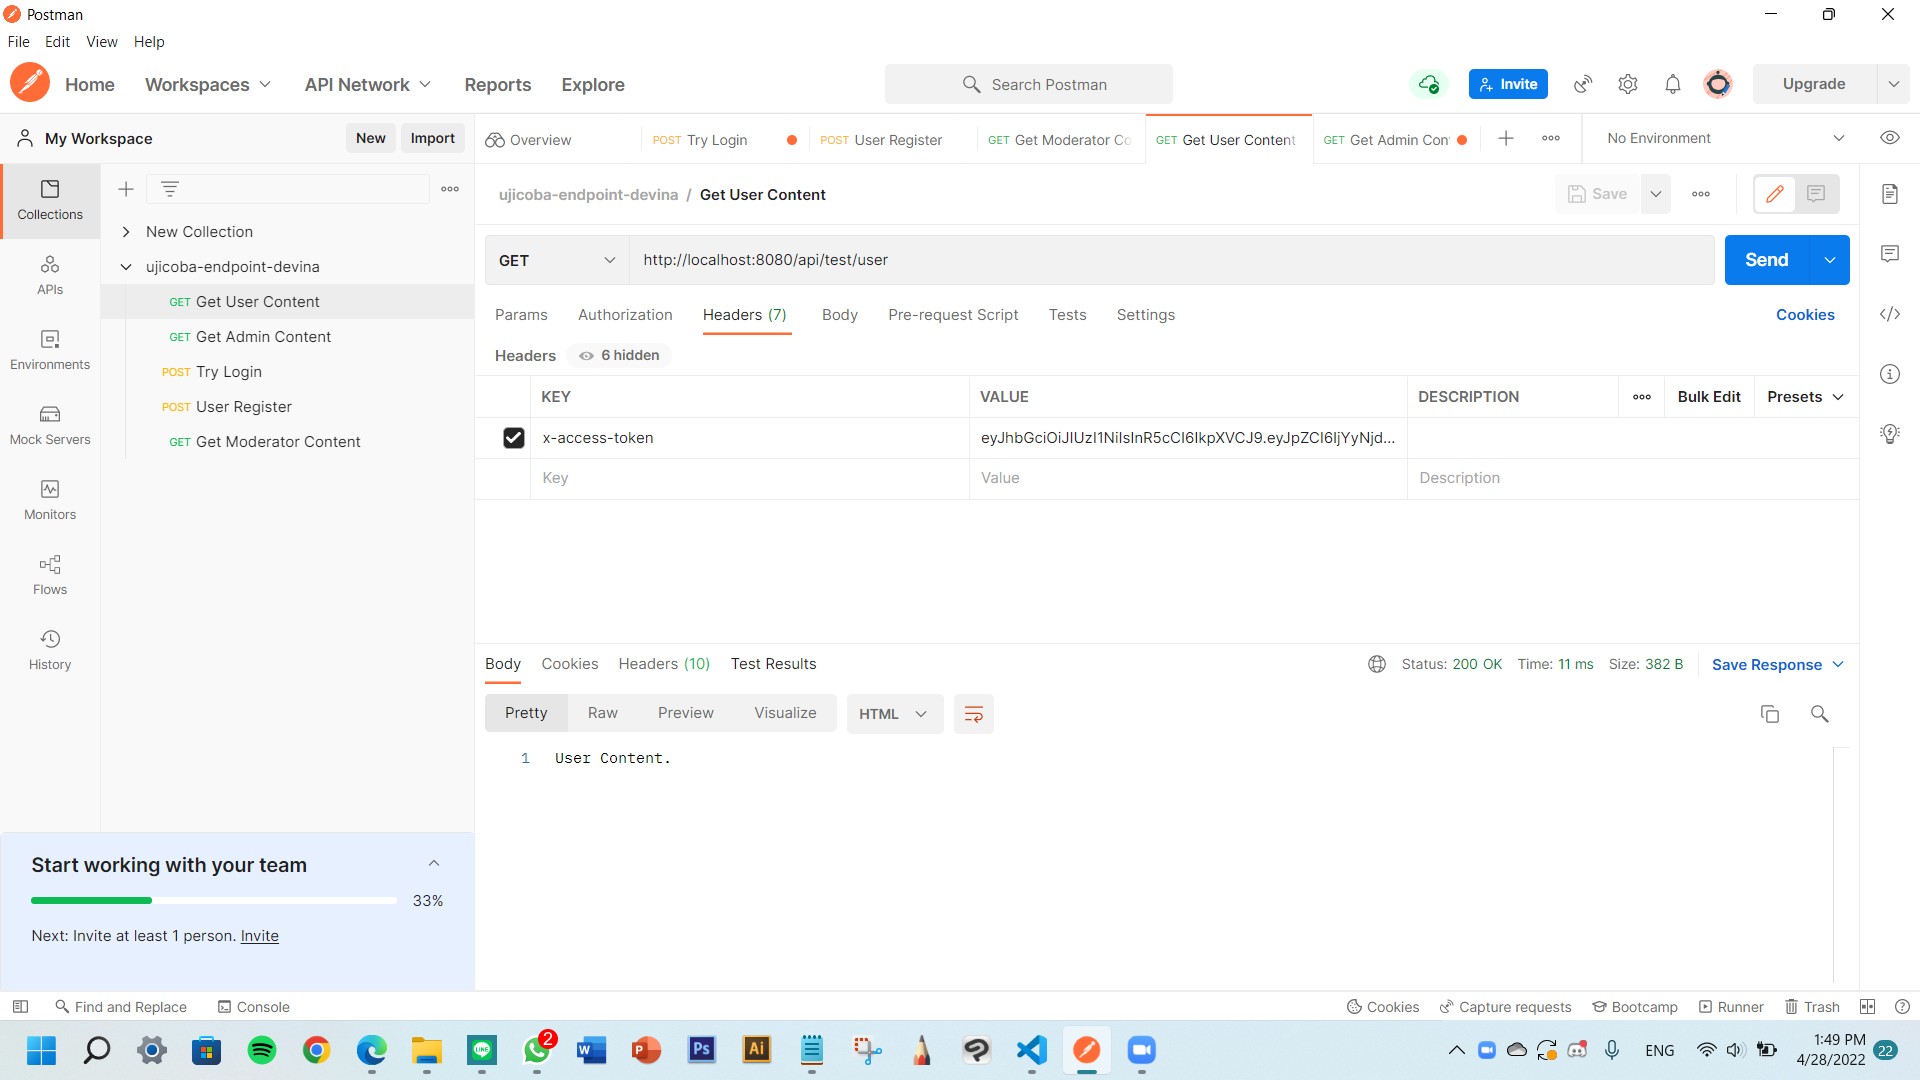 Postman
File Edit View Help
Home Workspaces API Network Reports Explore Search Postman Invite Upgrade
My Workspace New Import
Overview POST Try Login POST User Register GET Get Moderator Co GET Get User Content GET Get Admin Con No Environment
ujicoba-endpoint-devina / Get User Content Save
Collections
APIs
Environments
Mock Servers
Monitors
Flows
History
New Collection
ujicoba-endpoint-devina
GET Get User Content
GET Get Admin Content
POST Try Login
POST User Register
GET Get Moderator Content
GET http://localhost:8080/api/test/user Send
Params Authorization Headers (7) Body Pre-request Script Tests Settings Cookies
Headers 6 hidden
KEY VALUE DESCRIPTION Bulk Edit Presets
x-access-token eyJhbGciOiJIUzI1NiIsInR5cCI6IkpXVCJ9.eyJpZCI6IjYyNjd...
Key Value Description
Body Cookies Headers (10) Test Results Status: 200 OK Time: 11 ms Size: 382 B Save Response
Pretty Raw Preview Visualize HTML
1 User Content.
Start working with your team
33%
Next: Invite at least 1 person. Invite
Find and Replace Console Cookies Capture requests Bootcamp Runner Trash
2
W P Ps Ai
ENG
1:49 PM
4/28/2022 22